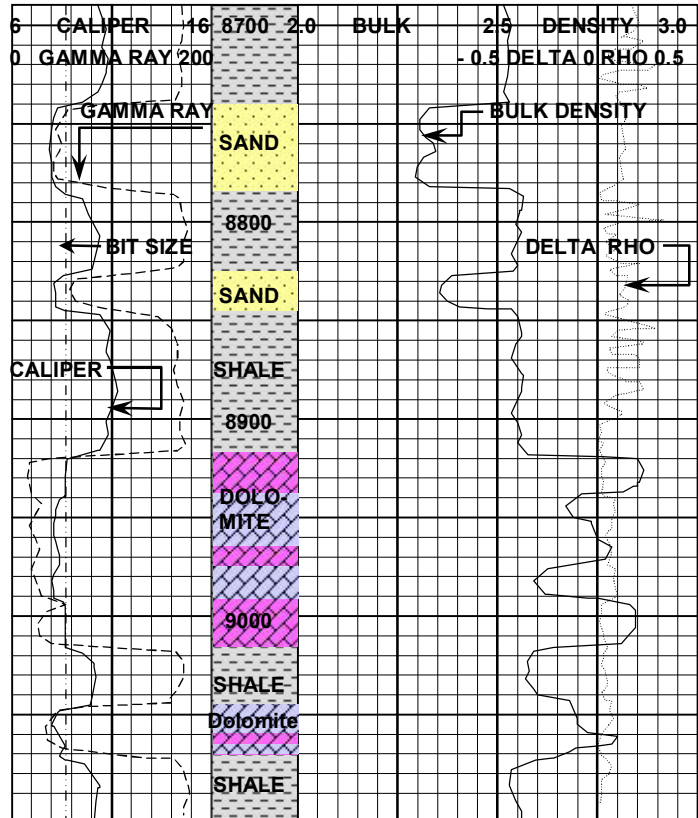 6 CALIPER 16 8700 2.0 BULK 2.5 DENSITY 3.0
0 GAMMA RAY 200 - 0.5 DELTA 0 RHO 0.5
GAMMA RAY BULK DENSITY
SAND
8800
BIT SIZE DELTA RHO
SAND
CALIPER SHALE
8900
DOLO-
MITE
9000
SHALE
Dolomite
SHALE